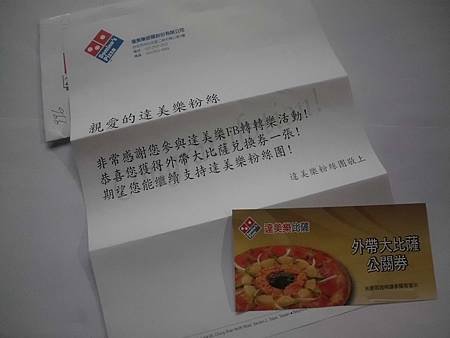 Domino's
Pizza
親愛的達美樂粉絲
非常感謝您參與達美樂FB轉轉樂活動！
恭喜您獲得外帶大比薩兌換券一張！
期望您能繼續支持達美樂粉絲團！
達美樂粉絲團敬上
達美樂比薩
外帶大比薩
公關券